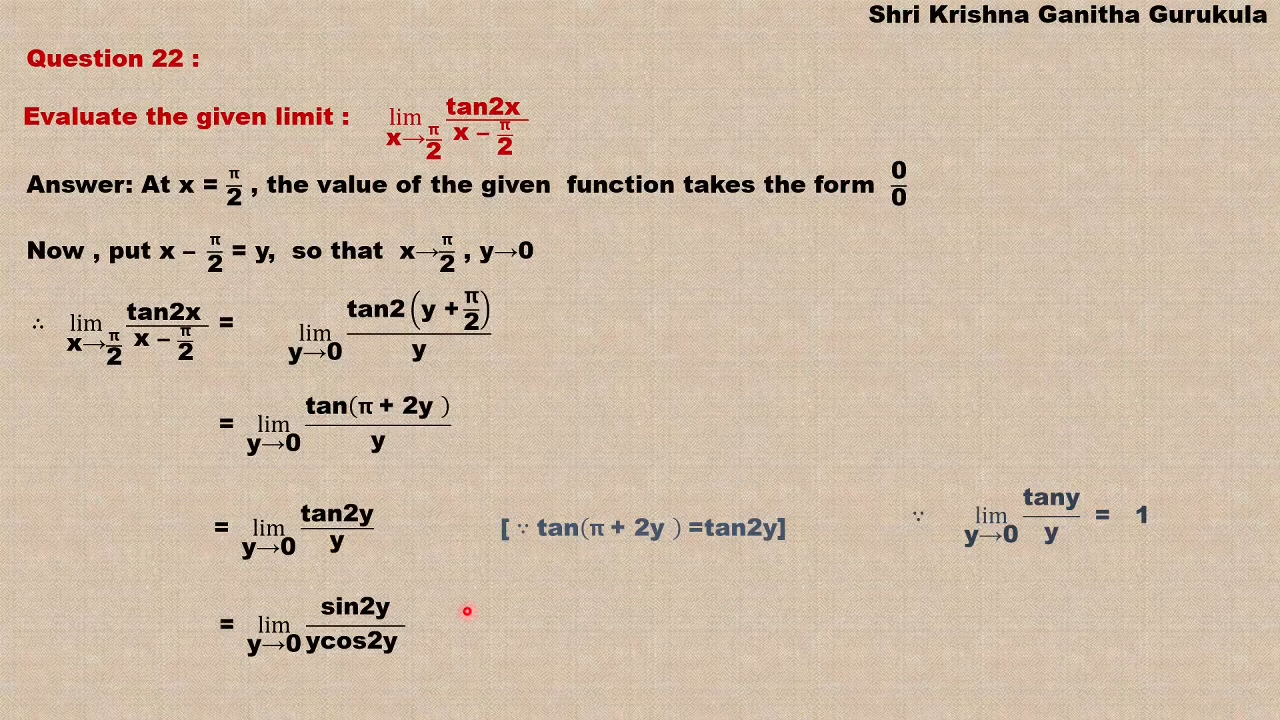 Shri Krishna Ganitha Gurukula
Question 22 :
Evaluate the given limit : lim x→π/2 tan2x / x – π/2
Answer: At x = π/2 , the value of the given function takes the form 0/0
Now , put x – π/2 = y, so that x→π/2 , y→0
∴ lim x→π/2 tan2x / x – π/2 = lim y→0 tan2(y + π/2) / y
= lim y→0 tan(π + 2y ) / y
= lim y→0 tan2y / y [ ∵ tan(π + 2y ) =tan2y] ∵ lim y→0 tany / y = 1
= lim y→0 sin2y / ycos2y